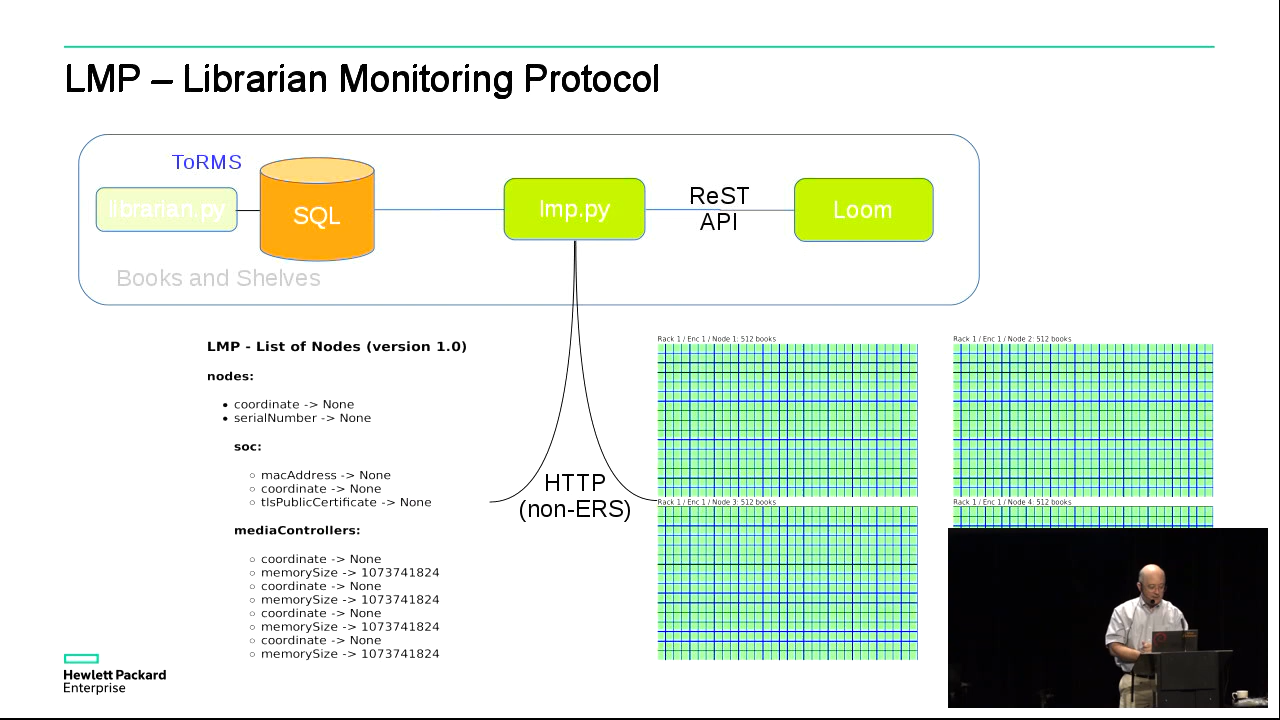 LMP – Librarian Monitoring Protocol
ToRMS
librarian.py
SQL
lmp.py
ReST
API
Loom
Books and Shelves
LMP - List of Nodes (version 1.0)
nodes:
• coordinate -> None
• serialNumber -> None
soc:
○ macAddress -> None
○ coordinate -> None
○ tlsPublicCertificate -> None
mediaControllers:
○ coordinate -> None
○ memorySize -> 1073741824
○ coordinate -> None
○ memorySize -> 1073741824
○ coordinate -> None
○ memorySize -> 1073741824
○ coordinate -> None
○ memorySize -> 1073741824
HTTP
(non-ERS)
Rack 1 / Enc 1 / Node 1: 512 books
Rack 1 / Enc 1 / Node 2: 512 books
Rack 1 / Enc 1 / Node 3: 512 books
Rack 1 / Enc 1 / Node 4: 512 books
Hewlett Packard
Enterprise